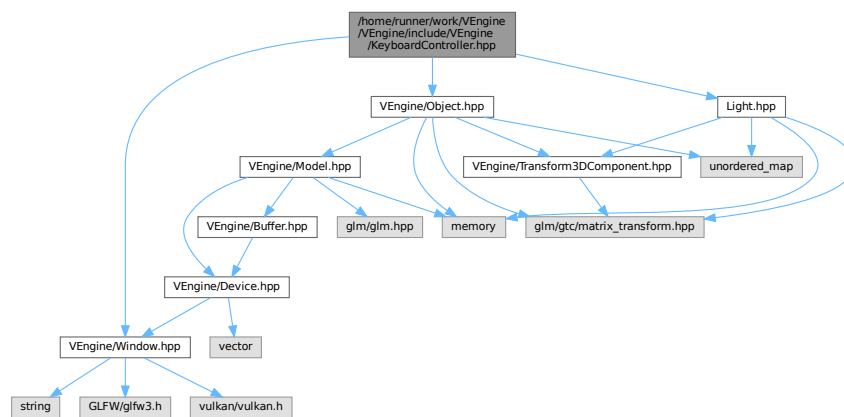 /home/runner/work/VEngine
/VEngine/include/VEngine
/KeyboardController.hpp
VEngine/Object.hpp
Light.hpp
VEngine/Model.hpp
VEngine/Transform3DComponent.hpp
unordered_map
VEngine/Buffer.hpp
glm/glm.hpp
memory
glm/gtc/matrix_transform.hpp
VEngine/Device.hpp
VEngine/Window.hpp
vector
string
GLFW/glfw3.h
vulkan/vulkan.h